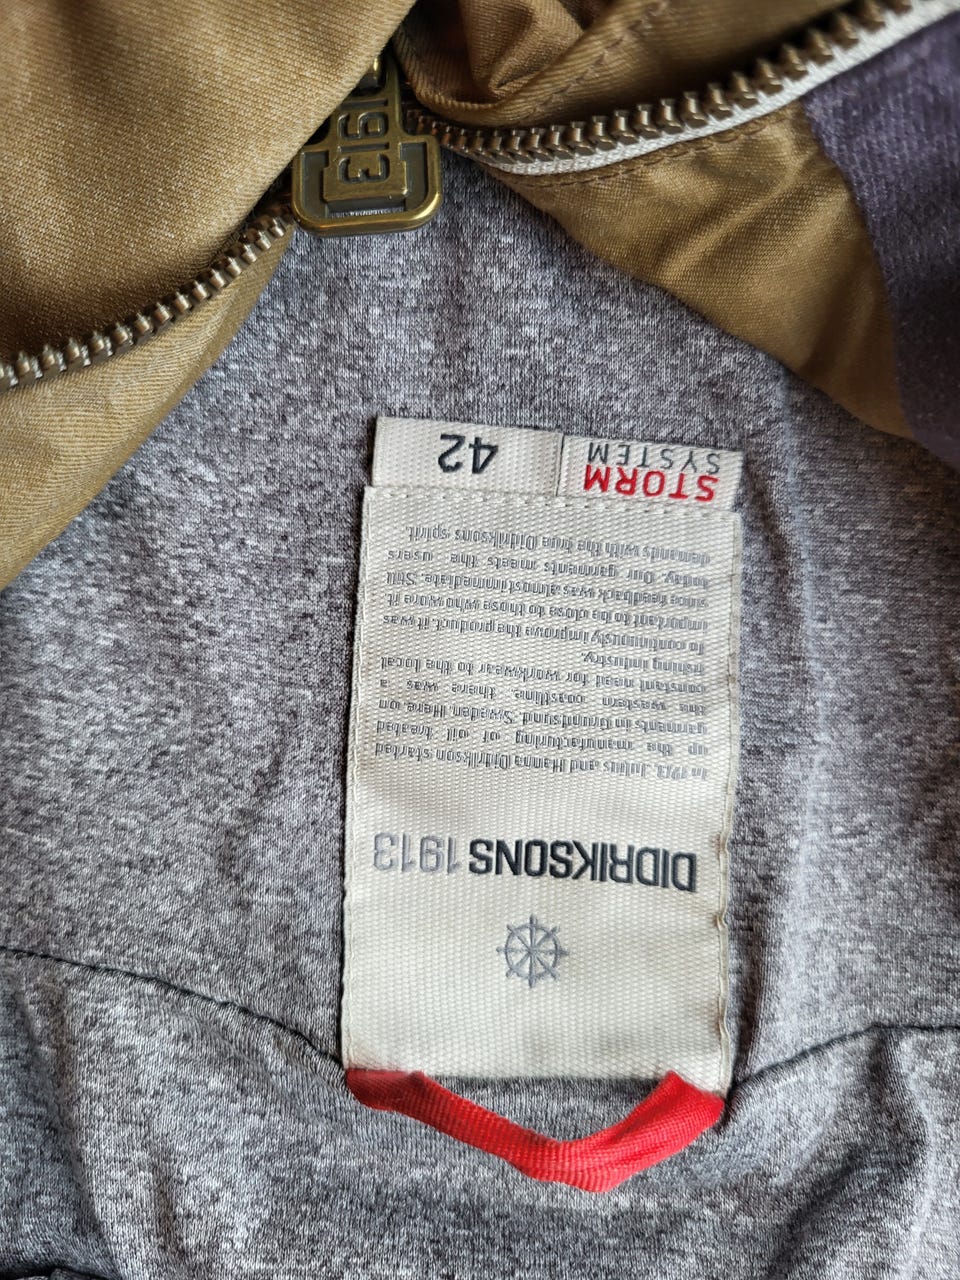 1913
DIDRIKSONS 1913
In 1913, Julius and Hanna Didrikson started
up the manufacturing of oil treated
garments in Grundsund, Sweden. Here, on
the western coastline, there was a
constant need for workwear to the local
fishing industry.
To continuously improve the product, it was
important to be close to those who wore it,
since feedback was almost immediate. Still
today, Our garments meets the users
demands with the true Didriksons spirit.
STORM
SYSTEM
42